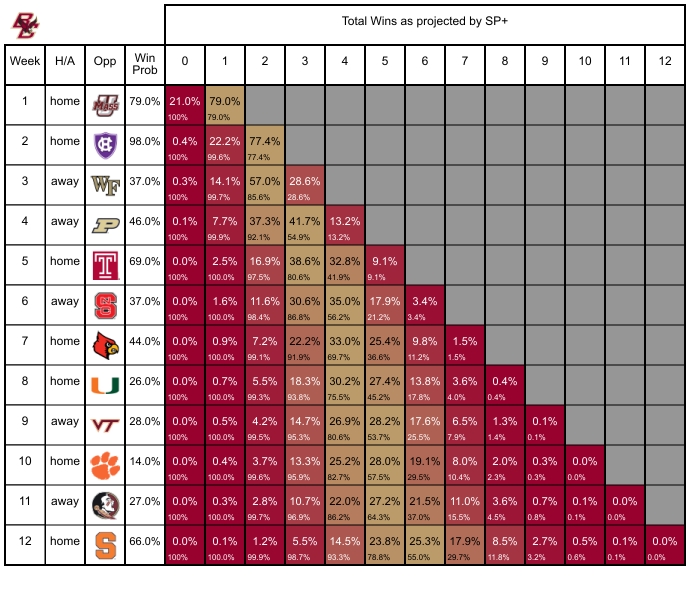 Total Wins as projected by SP+
Week H/A Opp Win Prob 0 1 2 3 4 5 6 7 8 9 10 11 12
1 home MASS 79.0% 21.0% 79.0%
100% 79.0%
2 home HC 98.0% 0.4% 22.2% 77.4%
100% 99.6% 77.4%
3 away WF 37.0% 0.3% 14.1% 57.0% 28.6%
100% 99.7% 85.6% 28.6%
4 away P 46.0% 0.1% 7.7% 37.3% 41.7% 13.2%
100% 99.9% 92.1% 54.9% 13.2%
5 home T 69.0% 0.0% 2.5% 16.9% 38.6% 32.8% 9.1%
100% 100.0% 97.5% 80.6% 41.9% 9.1%
6 away S 37.0% 0.0% 1.6% 11.6% 30.6% 35.0% 17.9% 3.4%
100% 100.0% 98.4% 86.8% 56.2% 21.2% 3.4%
7 home 44.0% 0.0% 0.9% 7.2% 22.2% 33.0% 25.4% 9.8% 1.5%
100% 100.0% 99.1% 91.9% 69.7% 36.6% 11.2% 1.5%
8 home U 26.0% 0.0% 0.7% 5.5% 18.3% 30.2% 27.4% 13.8% 3.6% 0.4%
100% 100.0% 99.3% 93.8% 75.5% 45.2% 17.8% 4.0% 0.4%
9 away VT 28.0% 0.0% 0.5% 4.2% 14.7% 26.9% 28.2% 17.6% 6.5% 1.3% 0.1%
100% 100.0% 99.5% 95.3% 80.6% 53.7% 25.5% 7.9% 1.4% 0.1%
10 home 14.0% 0.0% 0.4% 3.7% 13.3% 25.2% 28.0% 19.1% 8.0% 2.0% 0.3% 0.0%
100% 100.0% 99.6% 95.9% 82.7% 57.5% 29.5% 10.4% 2.3% 0.3% 0.0%
11 away 27.0% 0.0% 0.3% 2.8% 10.7% 22.0% 27.2% 21.5% 11.0% 3.6% 0.7% 0.1% 0.0%
100% 100.0% 99.7% 96.9% 86.2% 64.3% 37.0% 15.5% 4.5% 0.8% 0.1% 0.0%
12 home S 66.0% 0.0% 0.1% 1.2% 5.5% 14.5% 23.8% 25.3% 17.9% 8.5% 2.7% 0.5% 0.1% 0.0%
100% 100.0% 99.9% 98.7% 93.3% 78.8% 55.0% 29.7% 11.8% 3.2% 0.6% 0.1% 0.0%